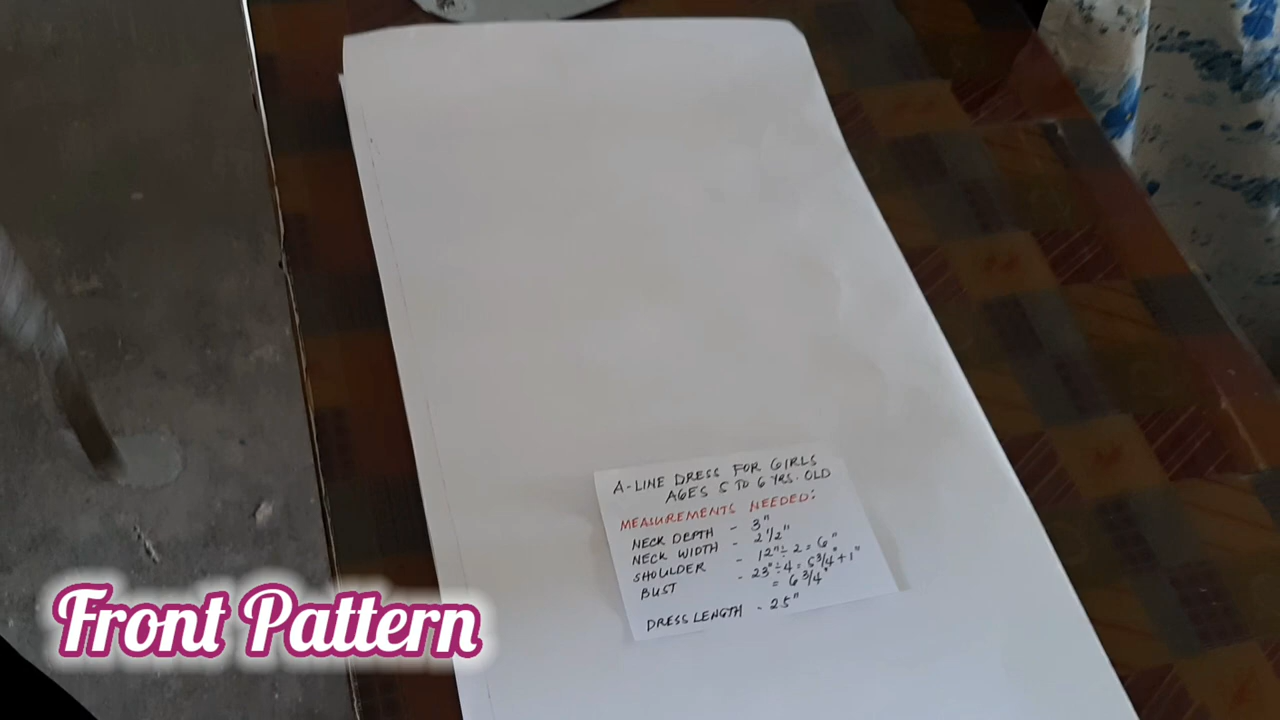 A-LINE DRESS FOR GIRLS
AGES 5 TO 6 YRS. OLD
MEASUREMENTS NEEDED:
NECK DEPTH - 3"
NECK WIDTH - 2 1/2"
SHOULDER - 12" ÷ 2 = 6"
BUST - 23" ÷ 4 = 5 3/4" + 1"
= 6 3/4"
DRESS LENGTH - 25"
Front Pattern